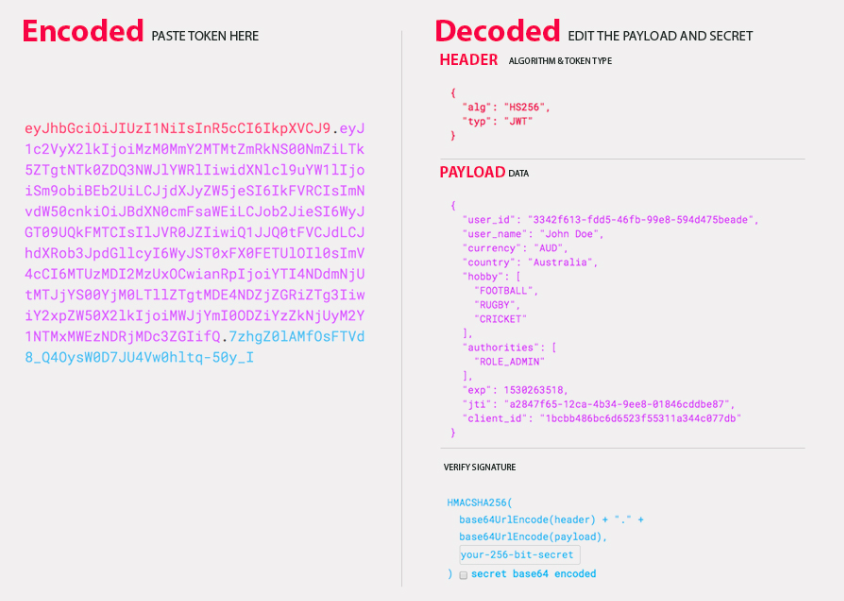 Encoded PASTE TOKEN HERE
eyJhbGciOiJIUzI1NiIsInR5cCI6IkpXVCJ9.eyJ
1c2VyX2lkIjoiMzM0MmY2MTMtZmRkNS00NmZiLTk
5ZTgtNTk0ZDQ3NWJlYWRlIiwidXNlcl9uYW1lIjo
iSm9obiBEb2UiLCJjdXJyZW5jeSI6IkFVRCIsImN
vdW50cnkiOiJBdXN0cmFsaWEiLCJob2JieSI6WyJ
GT09UQkFMTCIsIlJVR0JZIiwiQ1JJQ0tFVCJdLCJ
hdXRob3JpdGllcyI6WyJST0xFX0FETUlOIl0sImV
4cCI6MTUzMDI2MzUxOCwianRpIjoiYTI4NDdmNjU
tMTJjYS00YjM0LTllZTgtMDE4NDZjZGRiZTg3Iiw
iY2xpZW50X2lkIjoiMWJjYmI0ODZiYzZkNjUyM2Y
1NTMxMWEzNDRjMDc3ZGIifQ.7zhgZ0lAMfOsFTVd
8_Q4OysW0D7JU4Vw0hltq-50y_I
Decoded EDIT THE PAYLOAD AND SECRET
HEADER ALGORITHM & TOKEN TYPE
{
"alg": "HS256",
"typ": "JWT"
}
PAYLOAD DATA
{
"user_id": "3342f613-fdd5-46fb-99e8-594d475beade",
"user_name": "John Doe",
"currency": "AUD",
"country": "Australia",
"hobby": [
"FOOTBALL",
"RUGBY",
"CRICKET"
],
"authorities": [
"ROLE_ADMIN"
],
"exp": 1530263518,
"jti": "a2847f65-12ca-4b34-9ee8-01846cddbe87",
"client_id": "1bcbb486bc6d6523f55311a344c077db"
}
VERIFY SIGNATURE
HMACSHA256(
base64UrlEncode(header) + "." +
base64UrlEncode(payload),
your-256-bit-secret
) secret base64 encoded